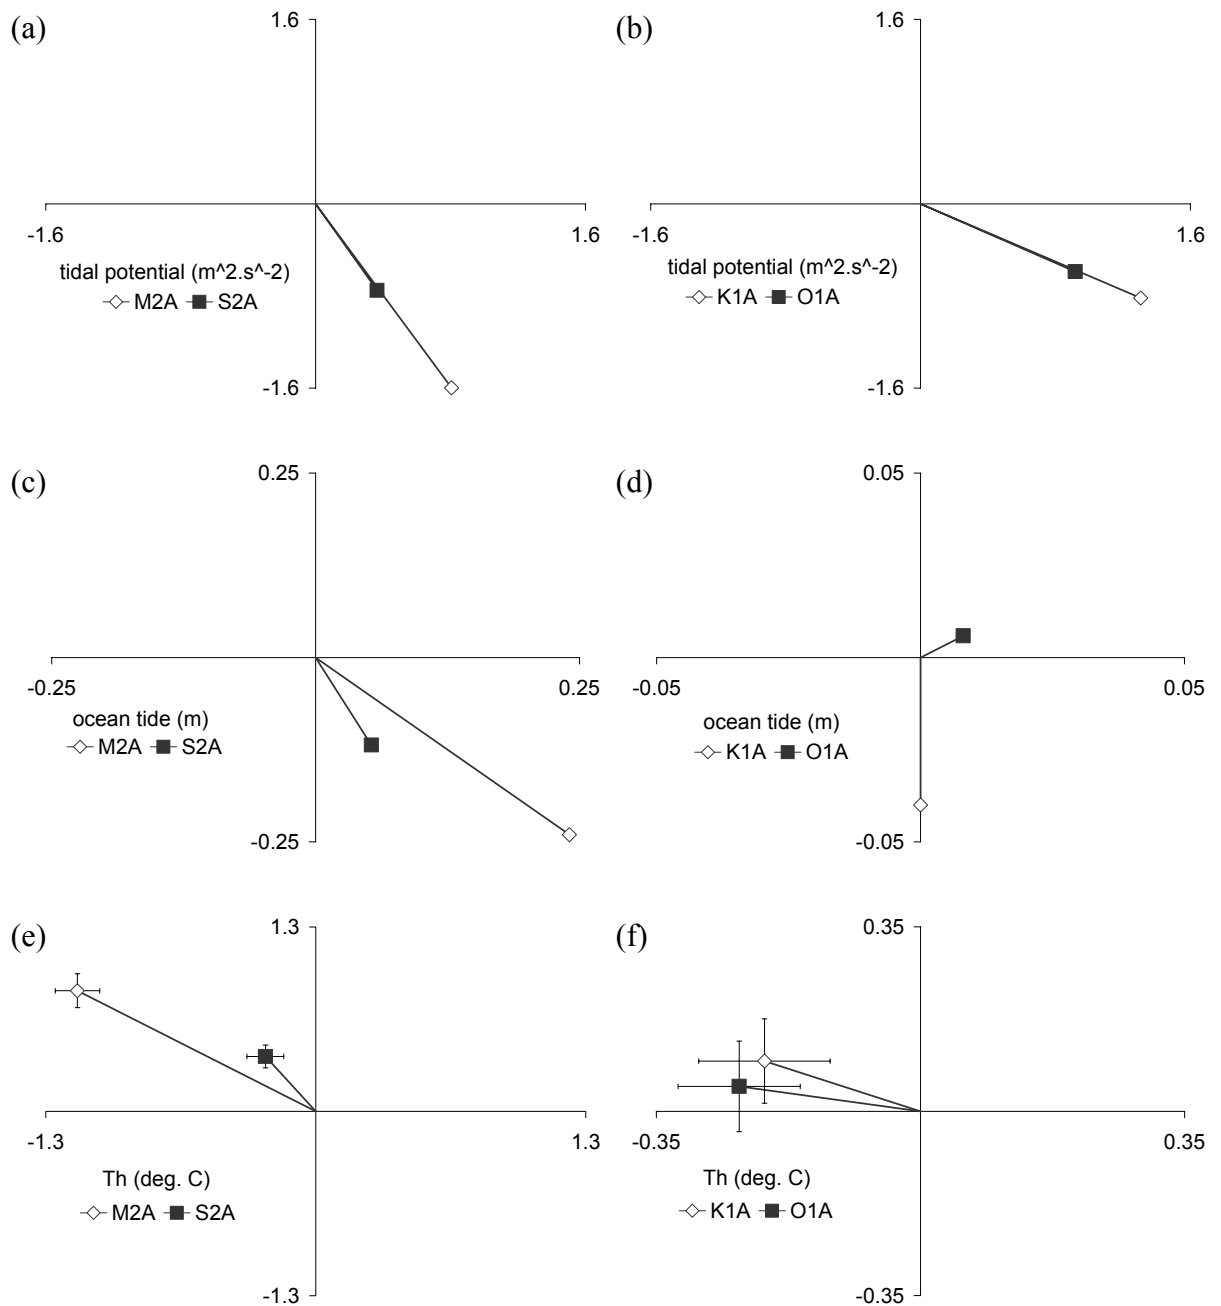 (a)
1.6
-1.6
1.6
tidal potential (m^2.s^-2)
M2A S2A
-1.6
(b)
1.6
-1.6
1.6
tidal potential (m^2.s^-2)
K1A O1A
-1.6
(c)
0.25
-0.25
0.25
ocean tide (m)
M2A S2A
-0.25
(d)
0.05
-0.05
0.05
ocean tide (m)
K1A O1A
-0.05
(e)
1.3
-1.3
1.3
Th (deg. C)
M2A S2A
-1.3
(f)
0.35
-0.35
0.35
Th (deg. C)
K1A O1A
-0.35